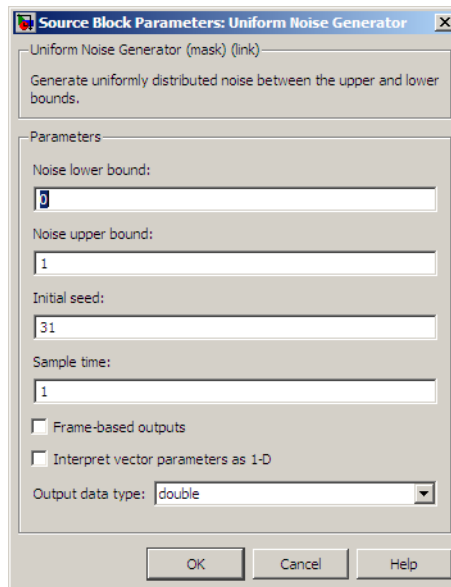 Source Block Parameters: Uniform Noise Generator
Uniform Noise Generator (mask) (link)
Generate uniformly distributed noise between the upper and lower
bounds.
Parameters
Noise lower bound:
0
Noise upper bound:
1
Initial seed:
31
Sample time:
1
Frame-based outputs
Interpret vector parameters as 1-D
Output data type: double
OK Cancel Help